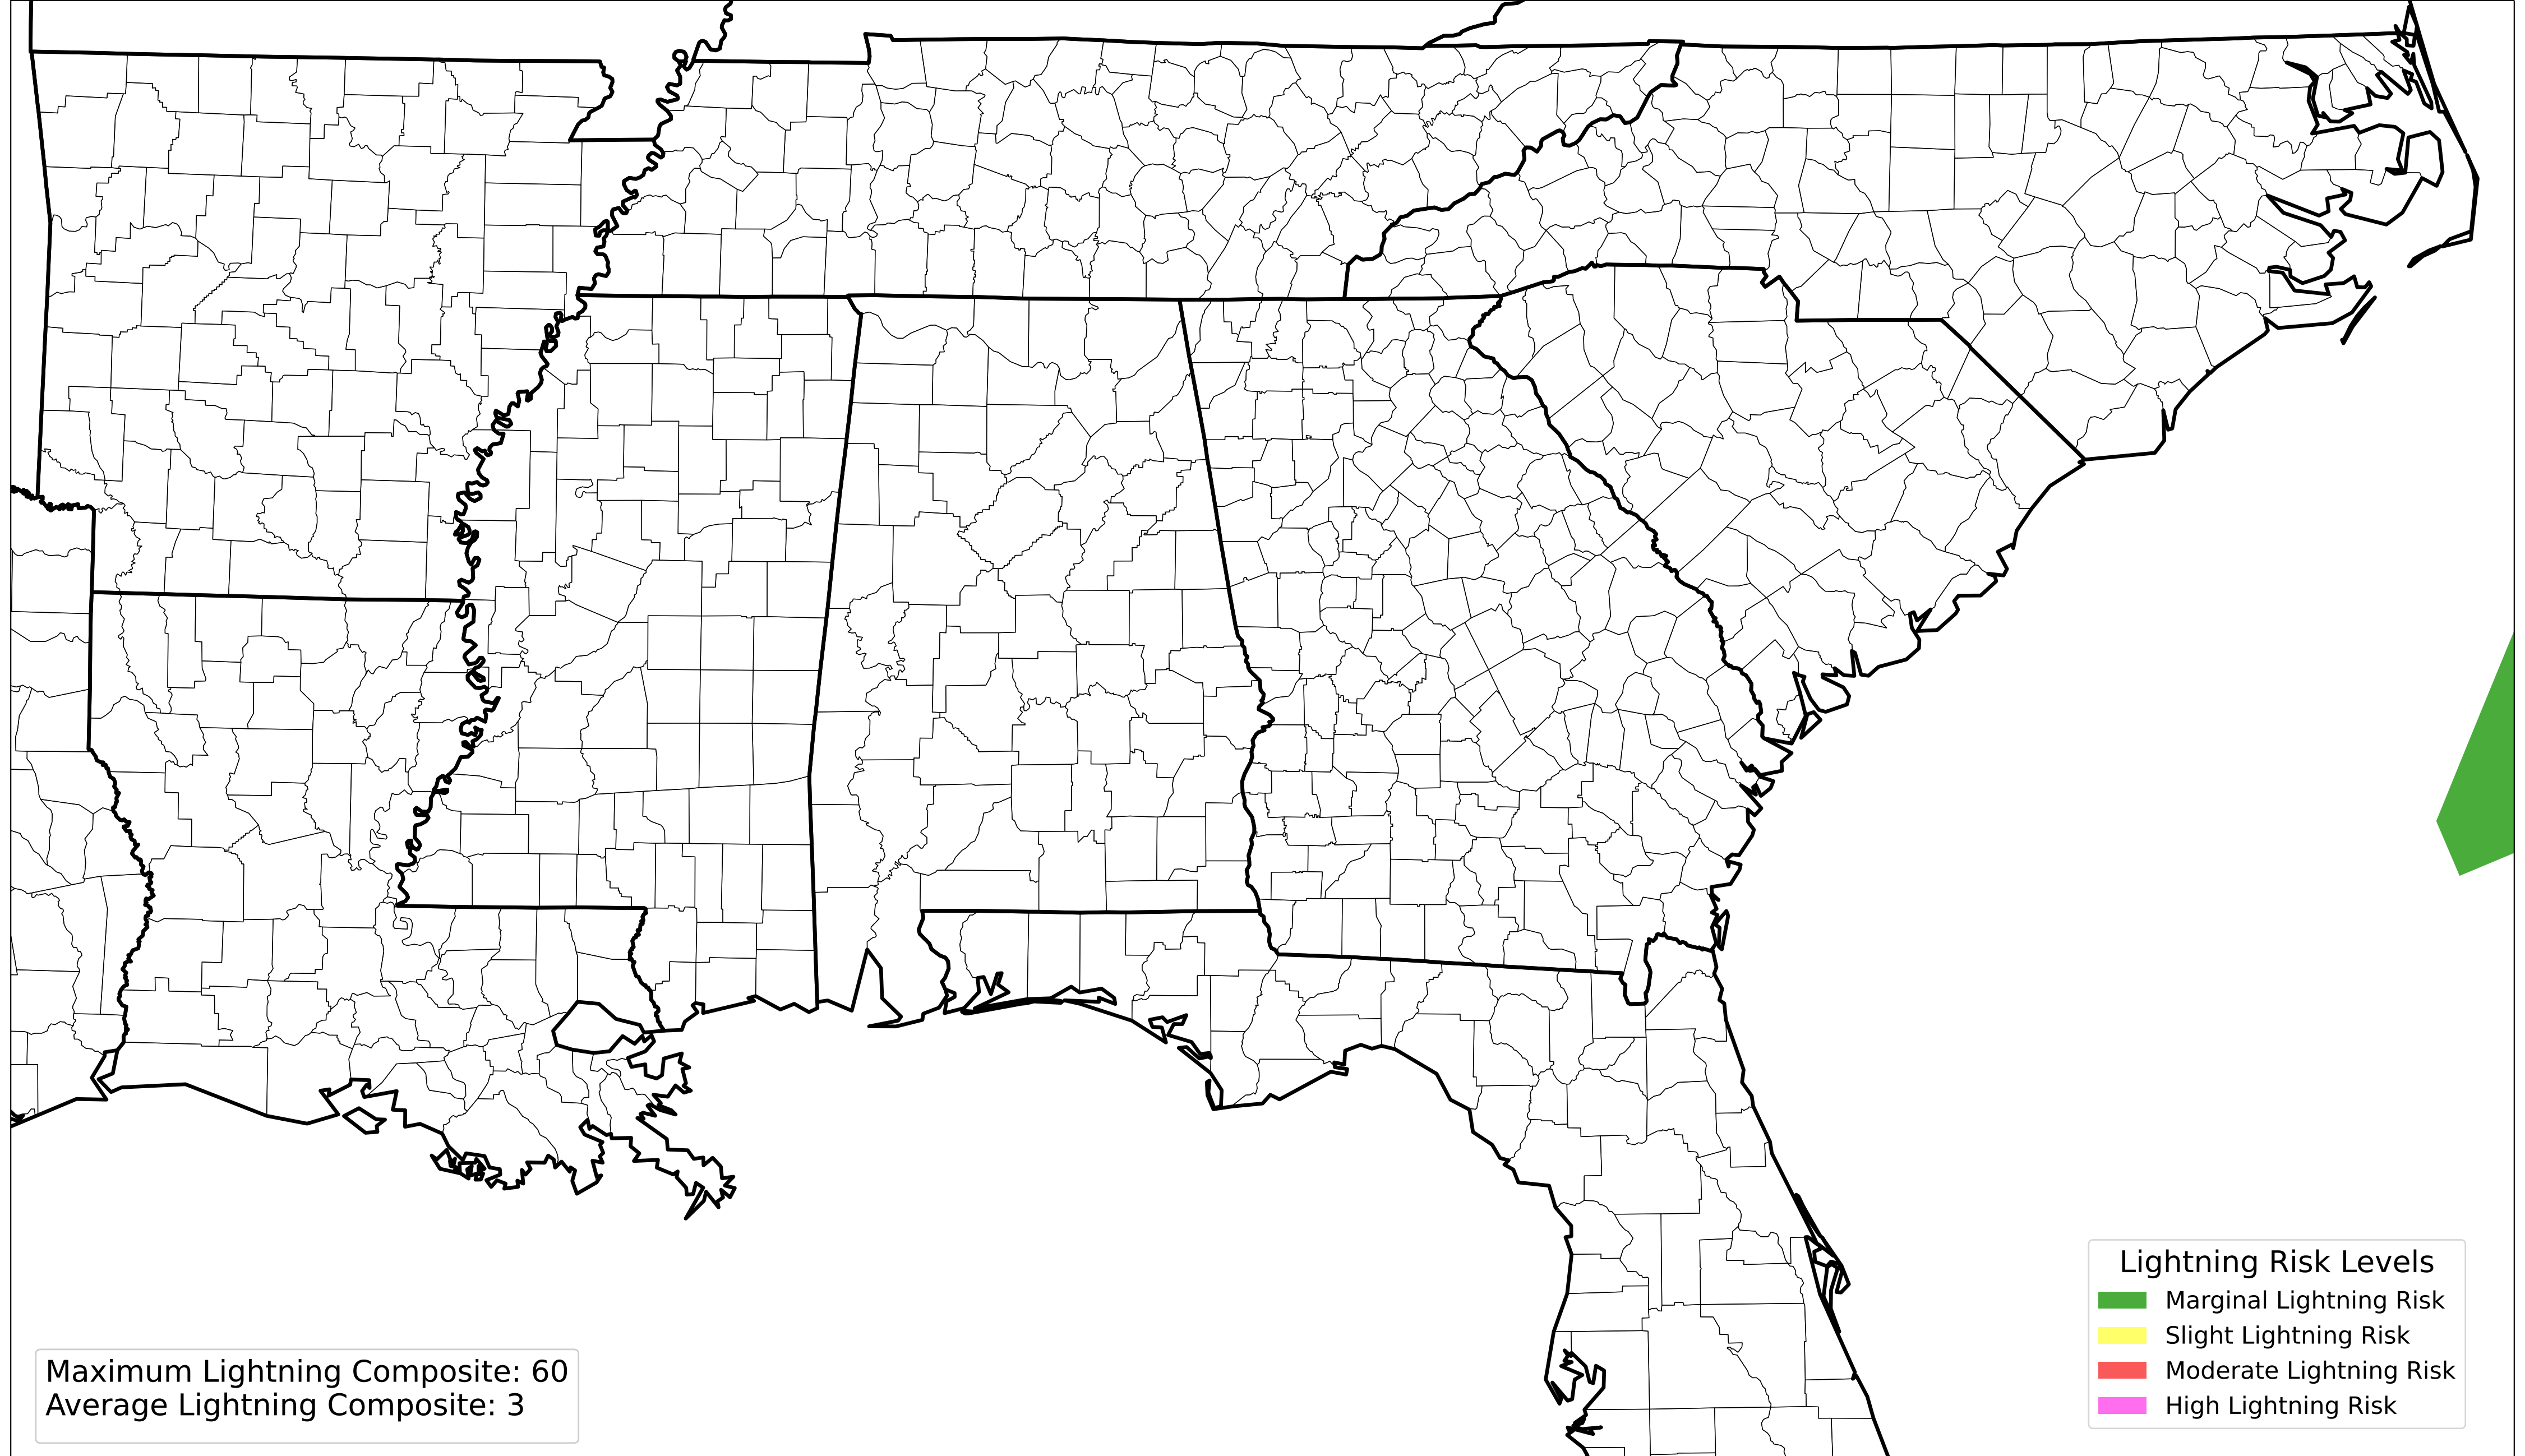 Lightning Risk Levels
Marginal Lightning Risk
Slight Lightning Risk
Moderate Lightning Risk
High Lightning Risk
Maximum Lightning Composite: 60
Average Lightning Composite: 3